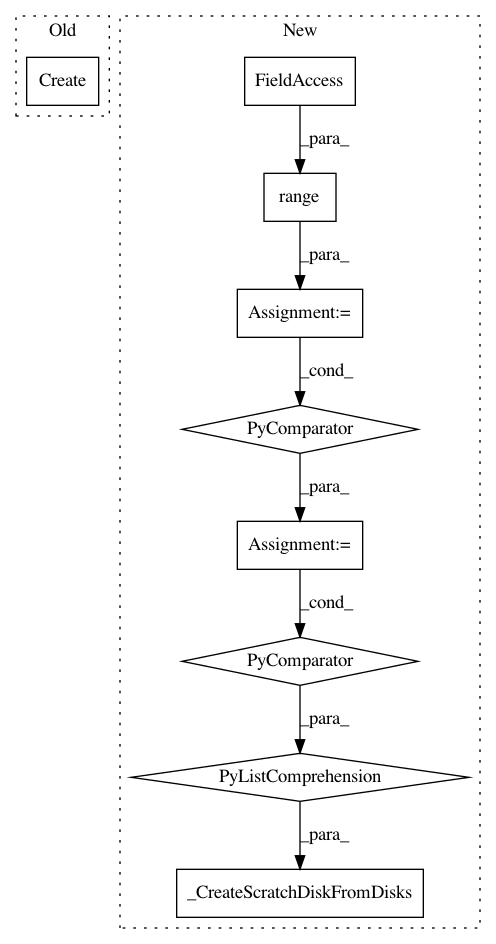 Old
New
Create
FieldAccess
_para_
range
_para_
Assignment:=
_cond_
PyComparator
_para_
Assignment:=
_cond_
PyComparator
_para_
PyListComprehension
_para_
_CreateScratchDiskFromDisks